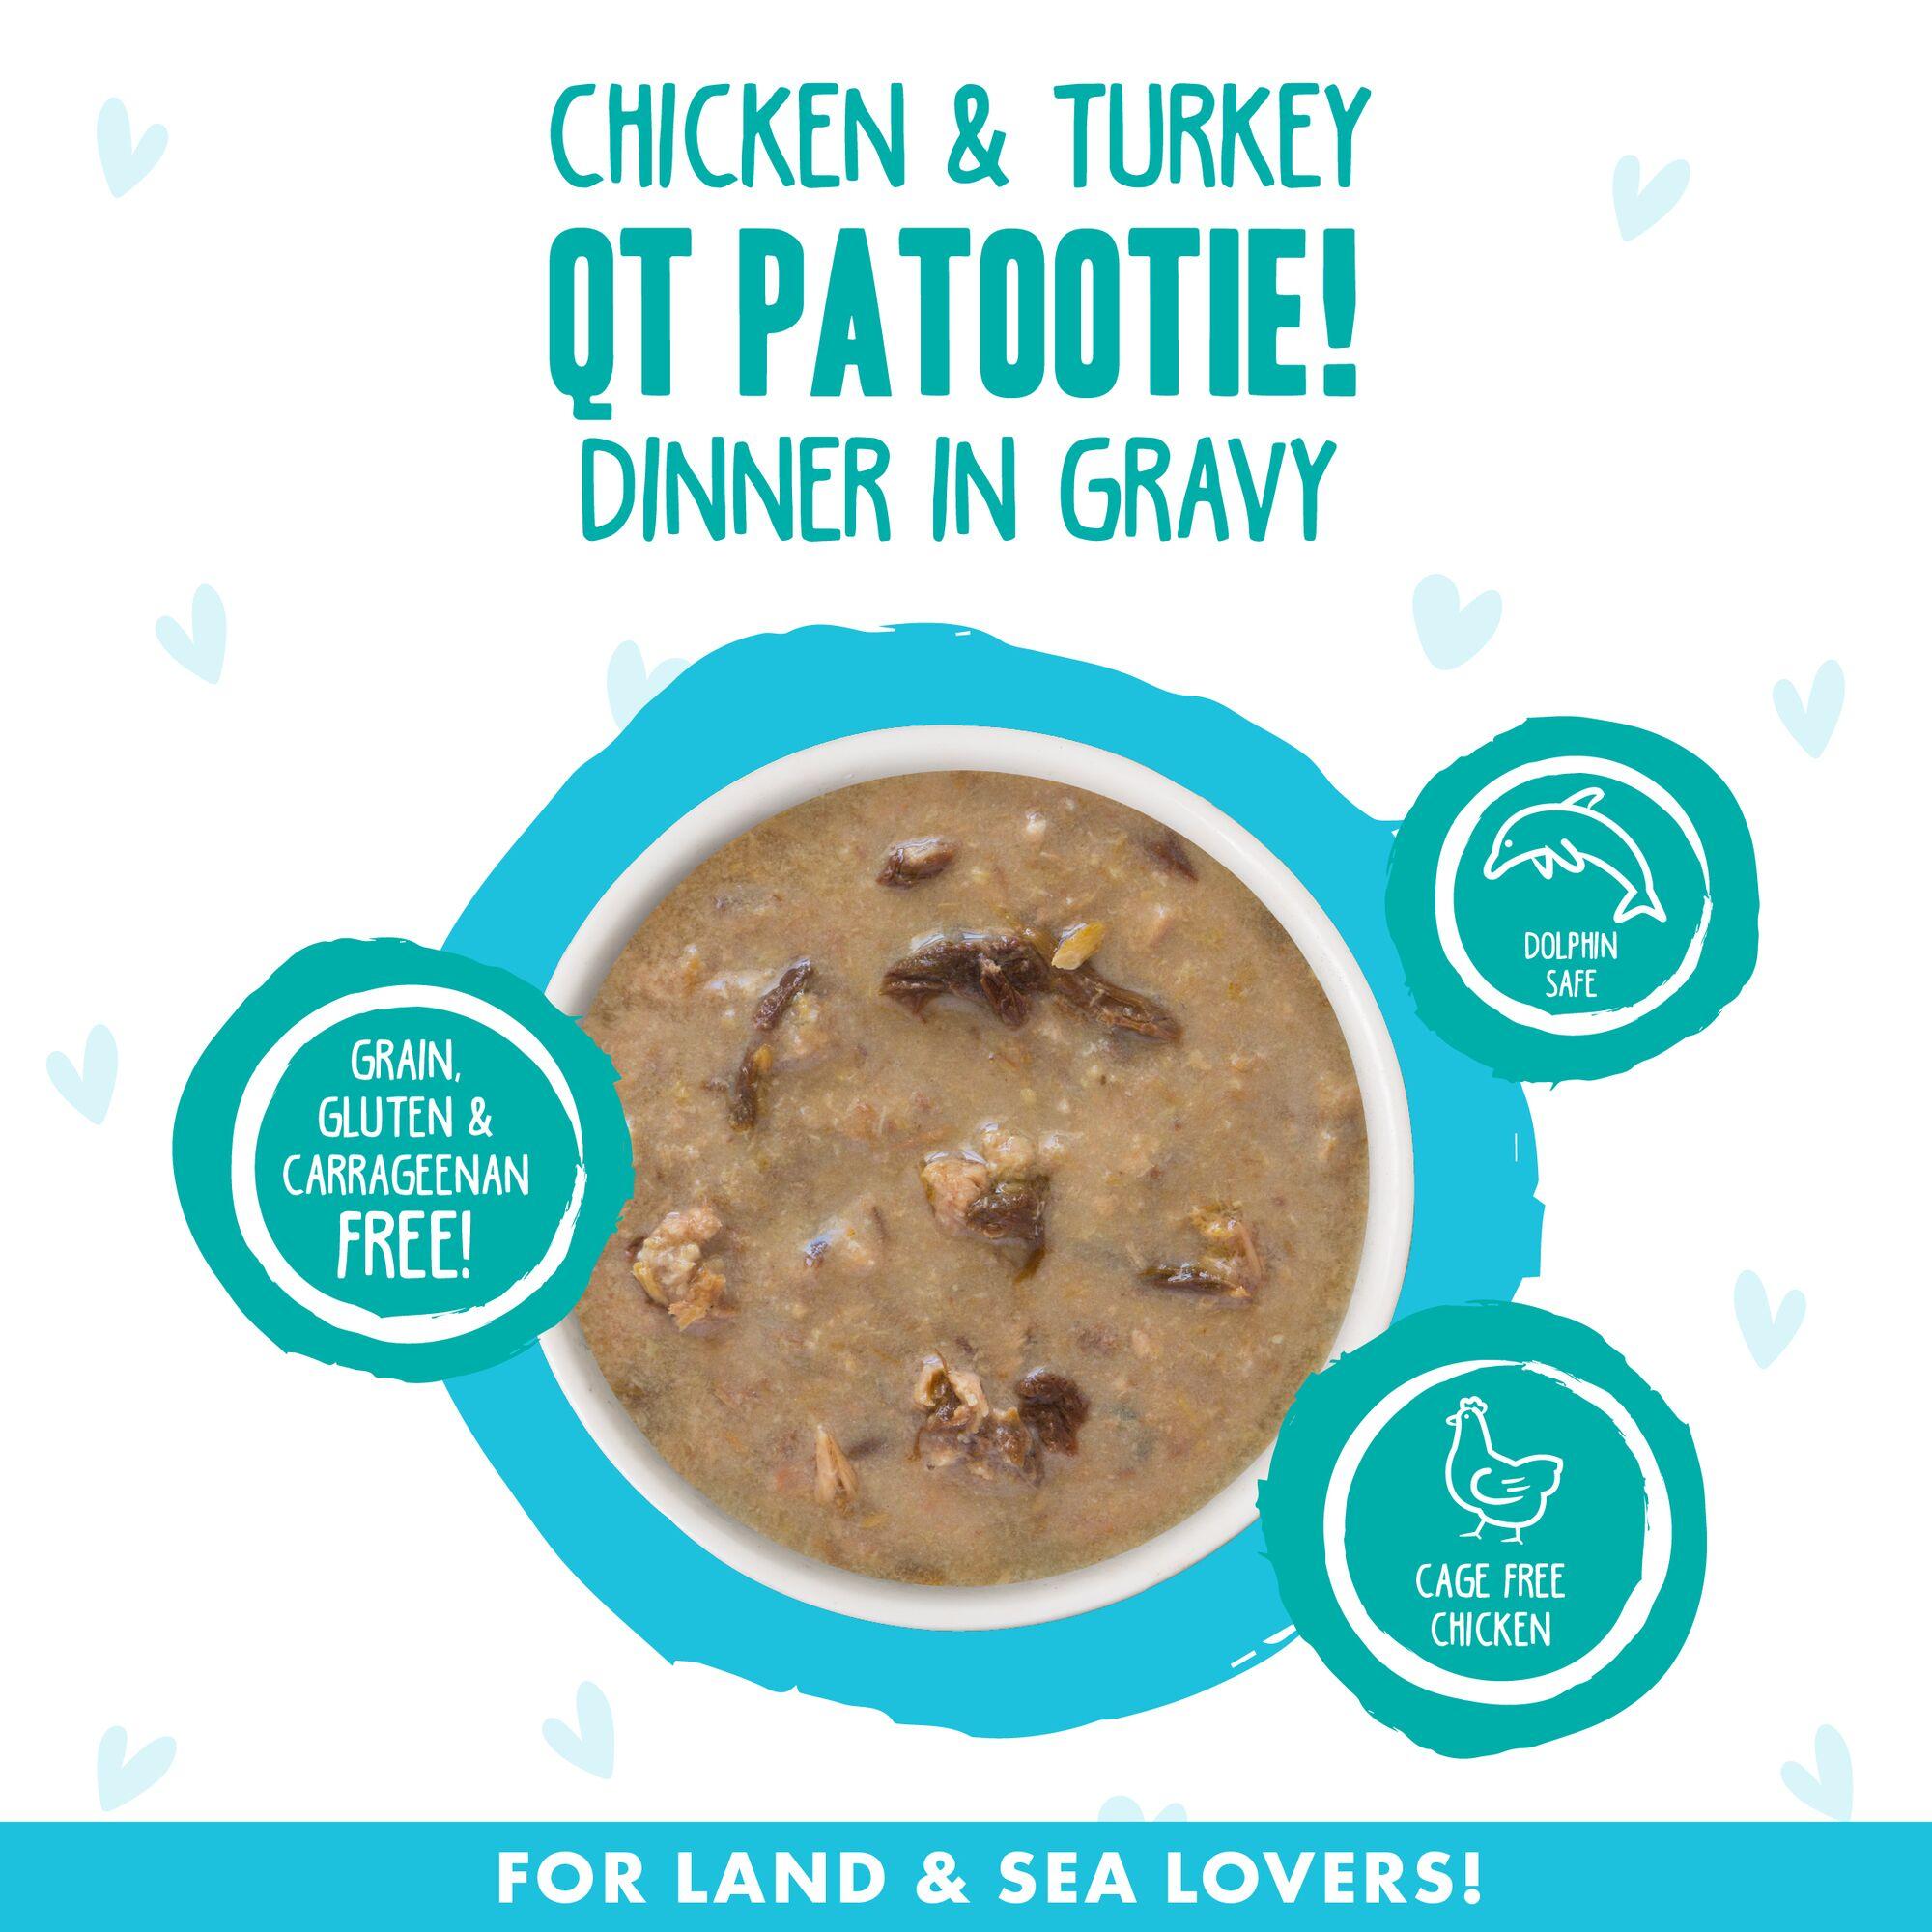 CHICKEN & TURKEY
QT PATOOTIE!
DINNER IN GRAVY
DOLPHIN
SAFE
GRAIN,
GLUTEN &
CARRAGEENAN
FREE!
CAGE FREE
CHICKEN
FOR LAND & SEA LOVERS!